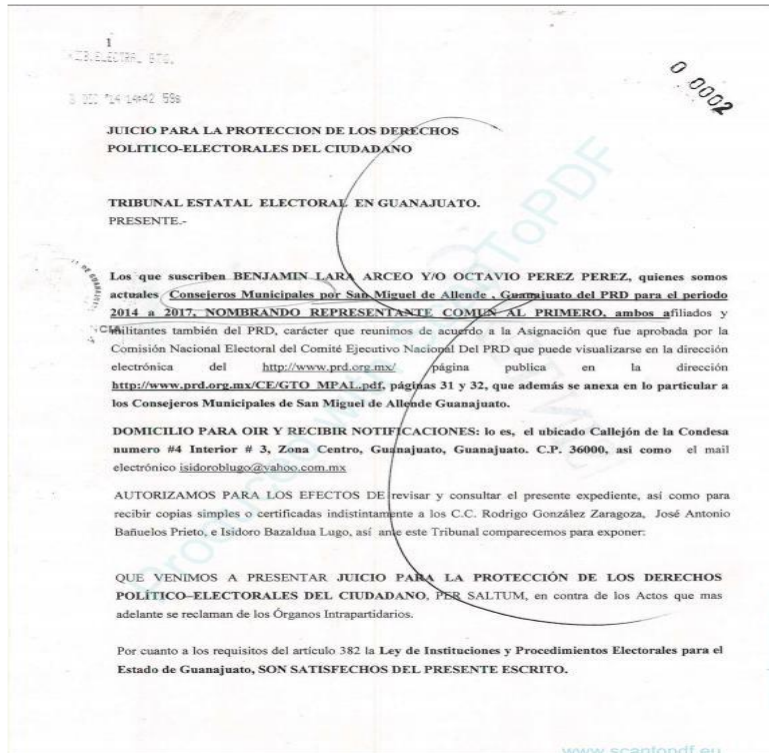 1
0 0002
DIC '14 14:42 59s
JUICIO PARA LA PROTECCION DE LOS DERECHOS
POLITICO-ELECTORALES DEL CIUDADANO
TRIBUNAL ESTATAL ELECTORAL EN GUANAJUATO.
PRESENTE.-
Los que suscriben BENJAMIN LARA ARCEO Y/O OCTAVIO PEREZ PEREZ, quienes somos
actuales Consejeros Municipales por San Miguel de Allende , Guanajuato del PRD para el periodo
2014 a 2017, NOMBRANDO REPRESENTANTE COMUN AL PRIMERO, ambos afiliados y
militantes también del PRD, carácter que reunimos de acuerdo a la Asignación que fue aprobada por la
Comisión Nacional Electoral del Comité Ejecutivo Nacional Del PRD que puede visualizarse en la dirección
electrónica del http://www.prd.org.mx/ página publica en la dirección
http://www.prd.org.mx/CE/GTO_MPAL.pdf, páginas 31 y 32, que además se anexa en lo particular a
los Consejeros Municipales de San Miguel de Allende Guanajuato.
DOMICILIO PARA OIR Y RECIBIR NOTIFICACIONES: lo es, el ubicado Callejón de la Condesa
numero #4 Interior # 3, Zona Centro, Guanajuato, Guanajuato. C.P. 36000, asi como el mail
electrónico isidoroblugo@yahoo.com.mx
AUTORIZAMOS PARA LOS EFECTOS DE revisar y consultar el presente expediente, así como para
recibir copias simples o certificadas indistintamente a los C.C. Rodrigo González Zaragoza, José Antonio
Bañuelos Prieto, e Isidoro Bazaldua Lugo, así ante este Tribunal comparecemos para exponer:
QUE VENIMOS A PRESENTAR JUICIO PARA LA PROTECCIÓN DE LOS DERECHOS
POLÍTICO–ELECTORALES DEL CIUDADANO, PER SALTUM, en contra de los Actos que mas
adelante se reclaman de los Órganos Intrapartidarios.
Por cuanto a los requisitos del artículo 382 la Ley de Instituciones y Procedimientos Electorales para el
Estado de Guanajuato, SON SATISFECHOS DEL PRESENTE ESCRITO.
www.scantopdf.eu